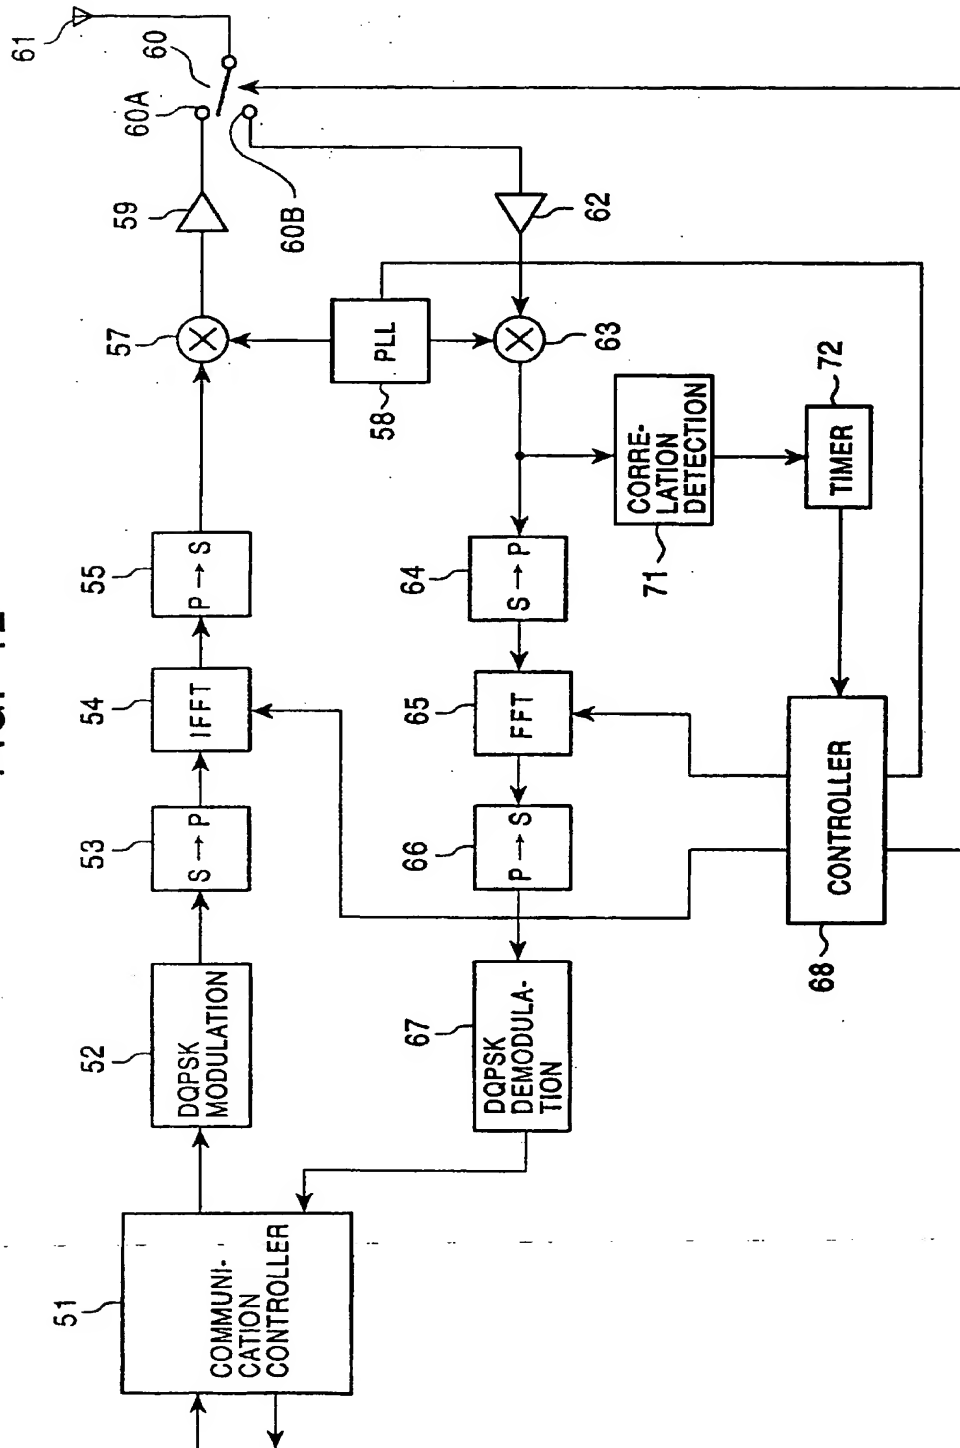 51
COMMUNI-
CATION
CONTROLLER
52
DQPSK
MODULATION
53
S → P
54
IFFT
55
P → S
57
59
60A
60
61
60B
58
PLL
62
63
64
S → P
65
FFT
66
P → S
67
DQPSK
DEMODULA-
TION
71
CORRE-
LATION
DETECTION
72
TIMER
68
CONTROLLER